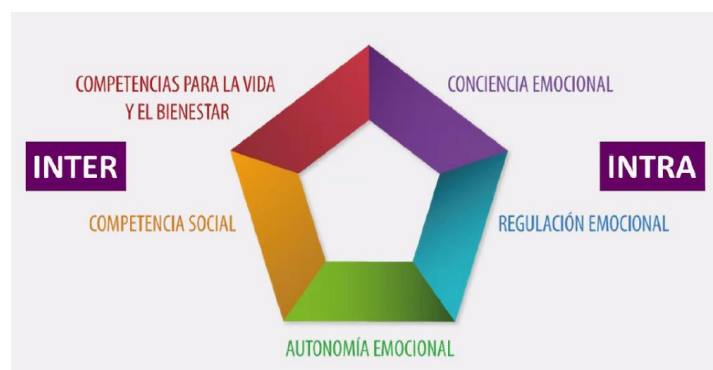 COMPETENCIAS PARA LA VIDA
Y EL BIENESTAR
CONCIENCIA EMOCIONAL
INTER
INTRA
COMPETENCIA SOCIAL
REGULACIÓN EMOCIONAL
AUTONOMÍA EMOCIONAL